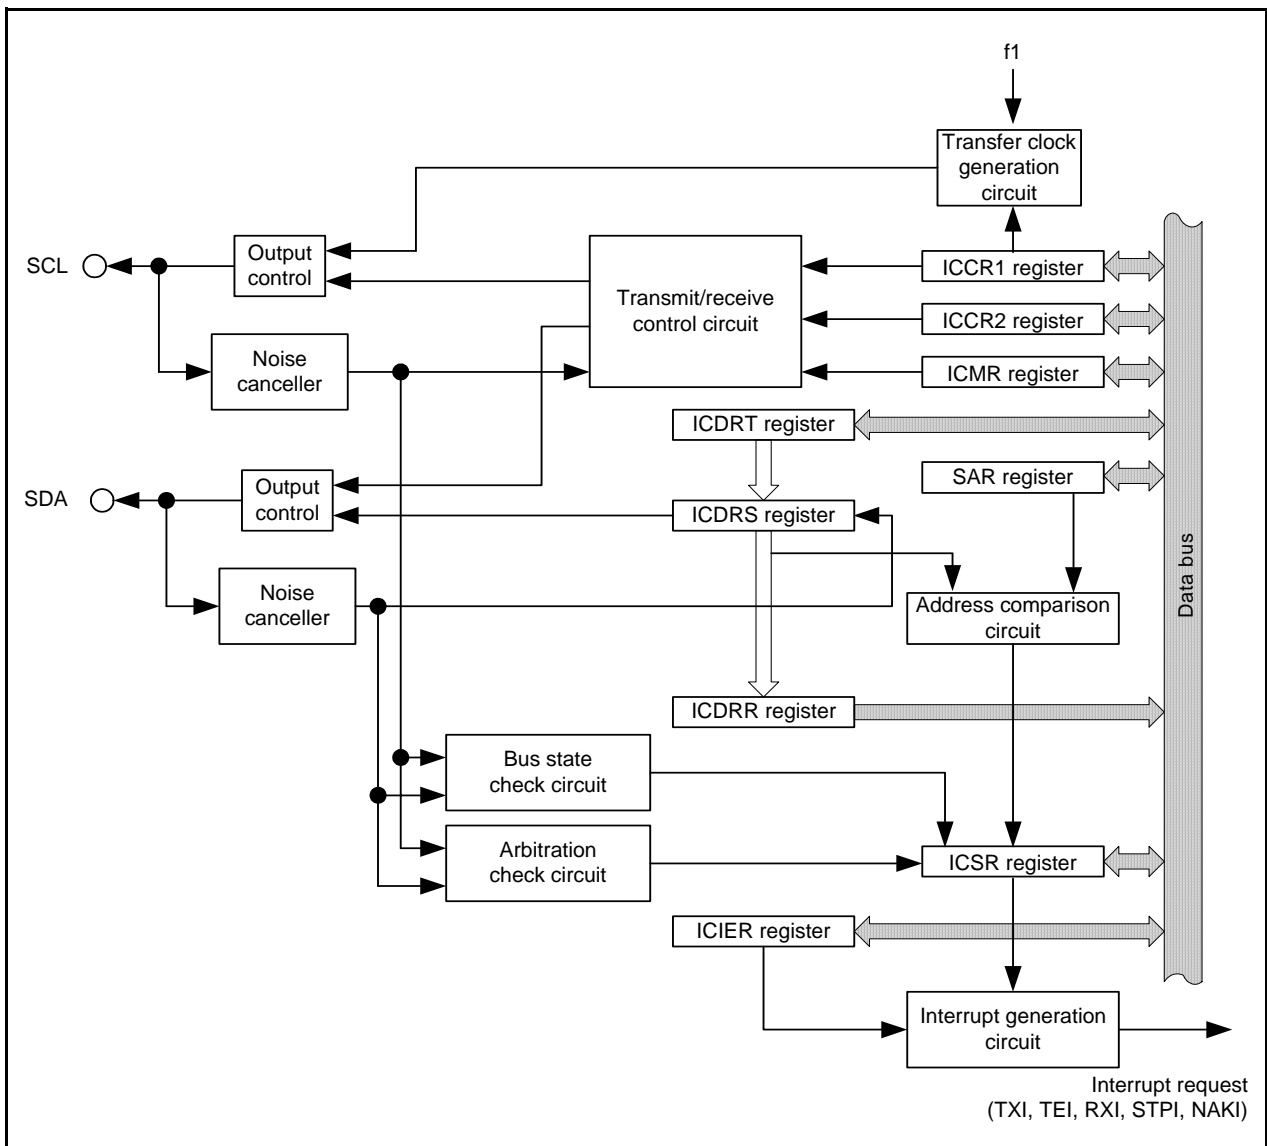 f1
Transfer clock
generation
circuit
SCL
Output
control
Transmit/receive
control circuit
ICCR1 register
ICCR2 register
Noise
canceller
ICMR register
ICDRT register
SDA
Output
control
SAR register
ICDRS register
Noise
canceller
Address comparison
circuit
Data bus
ICDRR register
Bus state
check circuit
Arbitration
check circuit
ICSR register
ICIER register
Interrupt generation
circuit
Interrupt request
(TXI, TEI, RXI, STPI, NAKI)